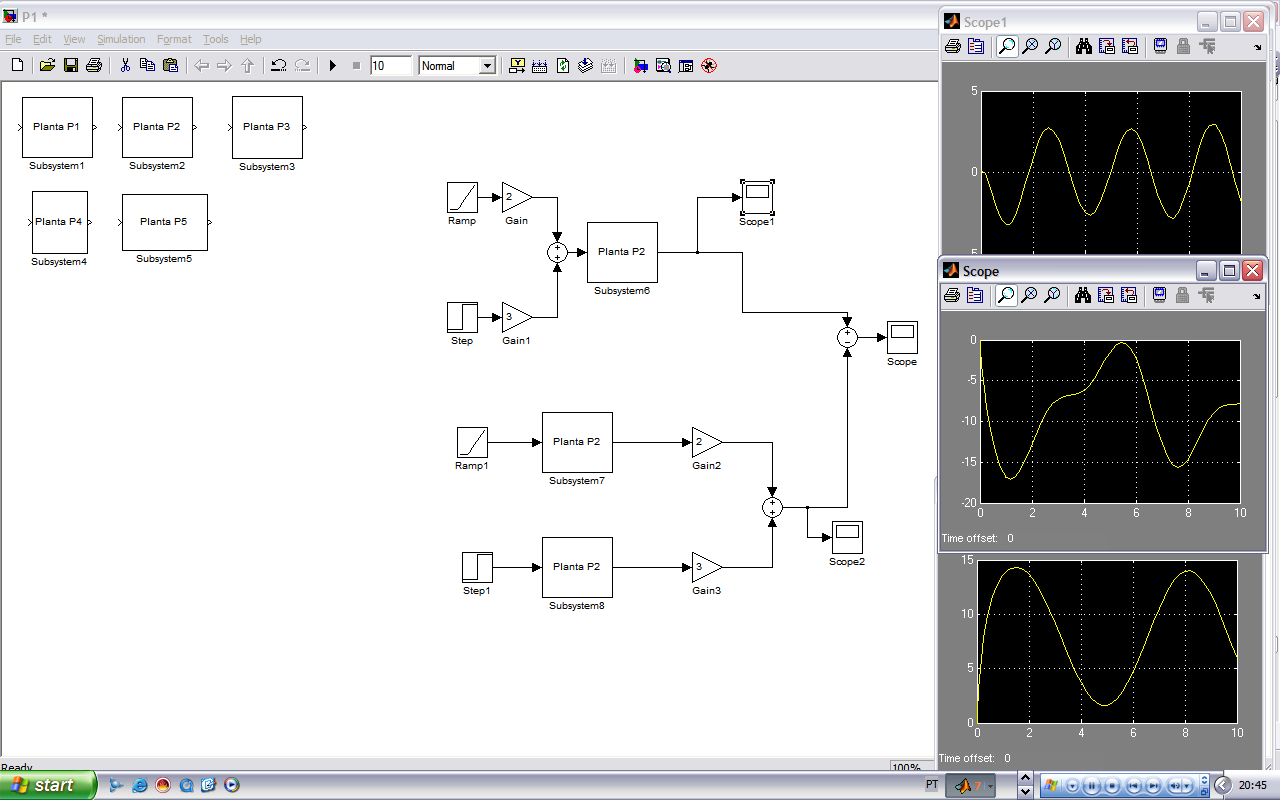 P1 *
File Edit View Simulation Format Tools Help
10 Normal
Planta P1 Planta P2 Planta P3
Subsystem1 Subsystem2 Subsystem3
Planta P4 Planta P5
Subsystem4 Subsystem5
2
Ramp Gain Scope1
+
+
Planta P2
Subsystem6
3
Step Gain1
+
−
Scope
Planta P2 2
Ramp1 Subsystem7 Gain2
+
+
Scope2
Planta P2 3
Step1 Subsystem8 Gain3
Scope1
5
0
5
Scope
0
-5
-10
-15
-20
0 2 4 6 8 10
Time offset: 0
15
10
5
0
0 2 4 6 8 10
Time offset: 0
Ready 100%
start PT 7 20:45